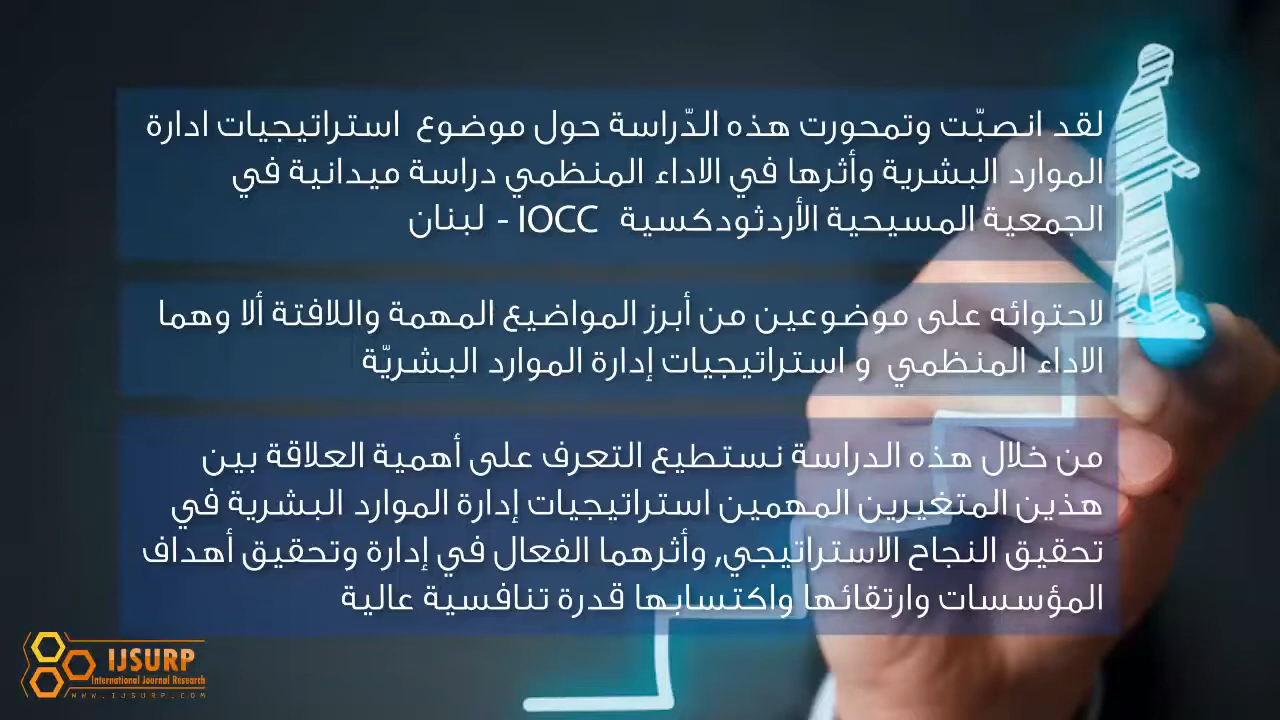 لقد انصبّت وتمحورت هذه الدّراسة حول موضوع استراتيجيات ادارة
الموارد البشرية وأثرها في الاداء المنظمي دراسة ميدانية في
الجمعية المسيحية الأردثودكسية IOCC - لبنان
لاحتوائه على موضوعين من أبرز المواضيع المهمة واللافتة ألا وهما
الاداء المنظمي و استراتيجيات إدارة الموارد البشريّة
من خلال هذه الدراسة نستطيع التعرف على أهمية العلاقة بين
هذين المتغيرين المهمين استراتيجيات إدارة الموارد البشرية في
تحقيق النجاح الاستراتيجي, وأثرهما الفعال في إدارة وتحقيق أهداف
المؤسسات وارتقائها واكتسابها قدرة تنافسية عالية
IJSURP
International Journal Research
WWW.IJSURP.COM